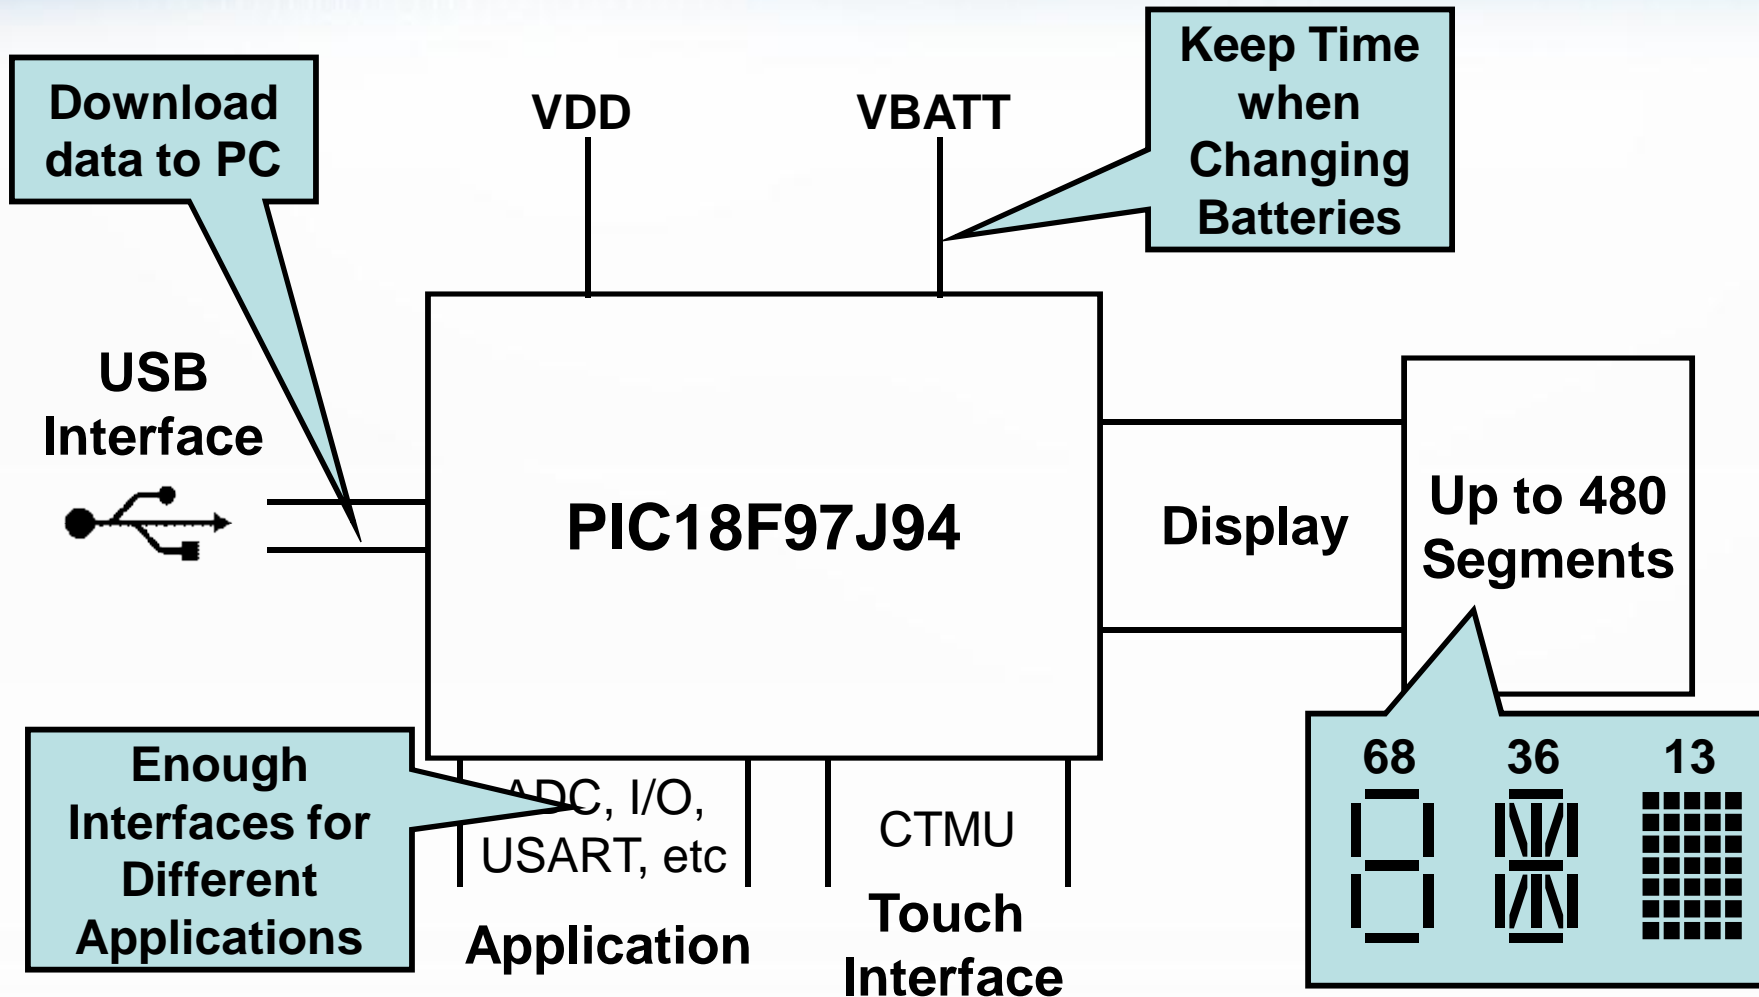 Download
data to PC
VDD
VBATT
Keep Time
when
Changing
Batteries
USB
Interface
PIC18F97J94
Display
Up to 480
Segments
68
36
13
Enough
Interfaces for
Different
Applications
ADC, I/O,
USART, etc
Application
CTMU
Touch
Interface